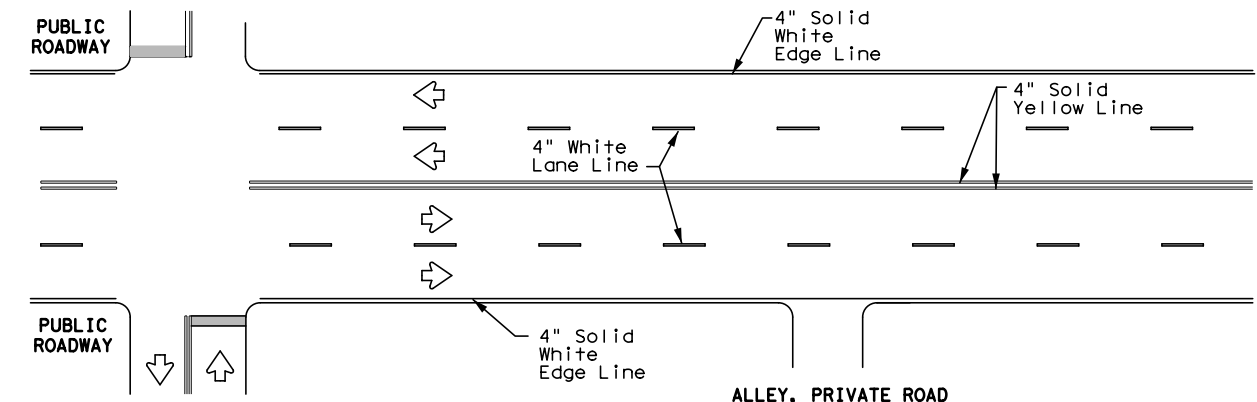 PUBLIC
ROADWAY
4" Solid
White
Edge Line
4" Solid
Yellow Line
4" White
Lane Line
PUBLIC
ROADWAY
4" Solid
White
Edge Line
ALLEY, PRIVATE ROAD